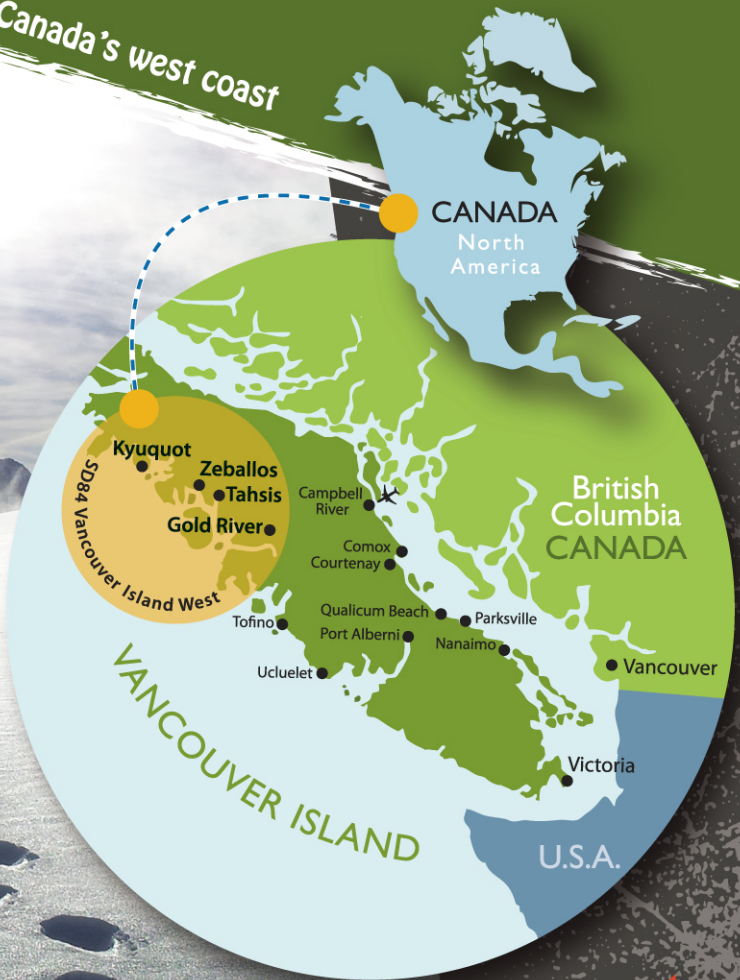 Canada's west coast
CANADA
North
America
Kyuquot
Zeballos
Tahsis
Gold River
SD84 Vancouver Island West
Campbell
River
Comox
Courtenay
Qualicum Beach
Parksville
Port Alberni
Nanaimo
Tofino
Ucluelet
British
Columbia
CANADA
Vancouver
Victoria
VANCOUVER ISLAND
U.S.A.